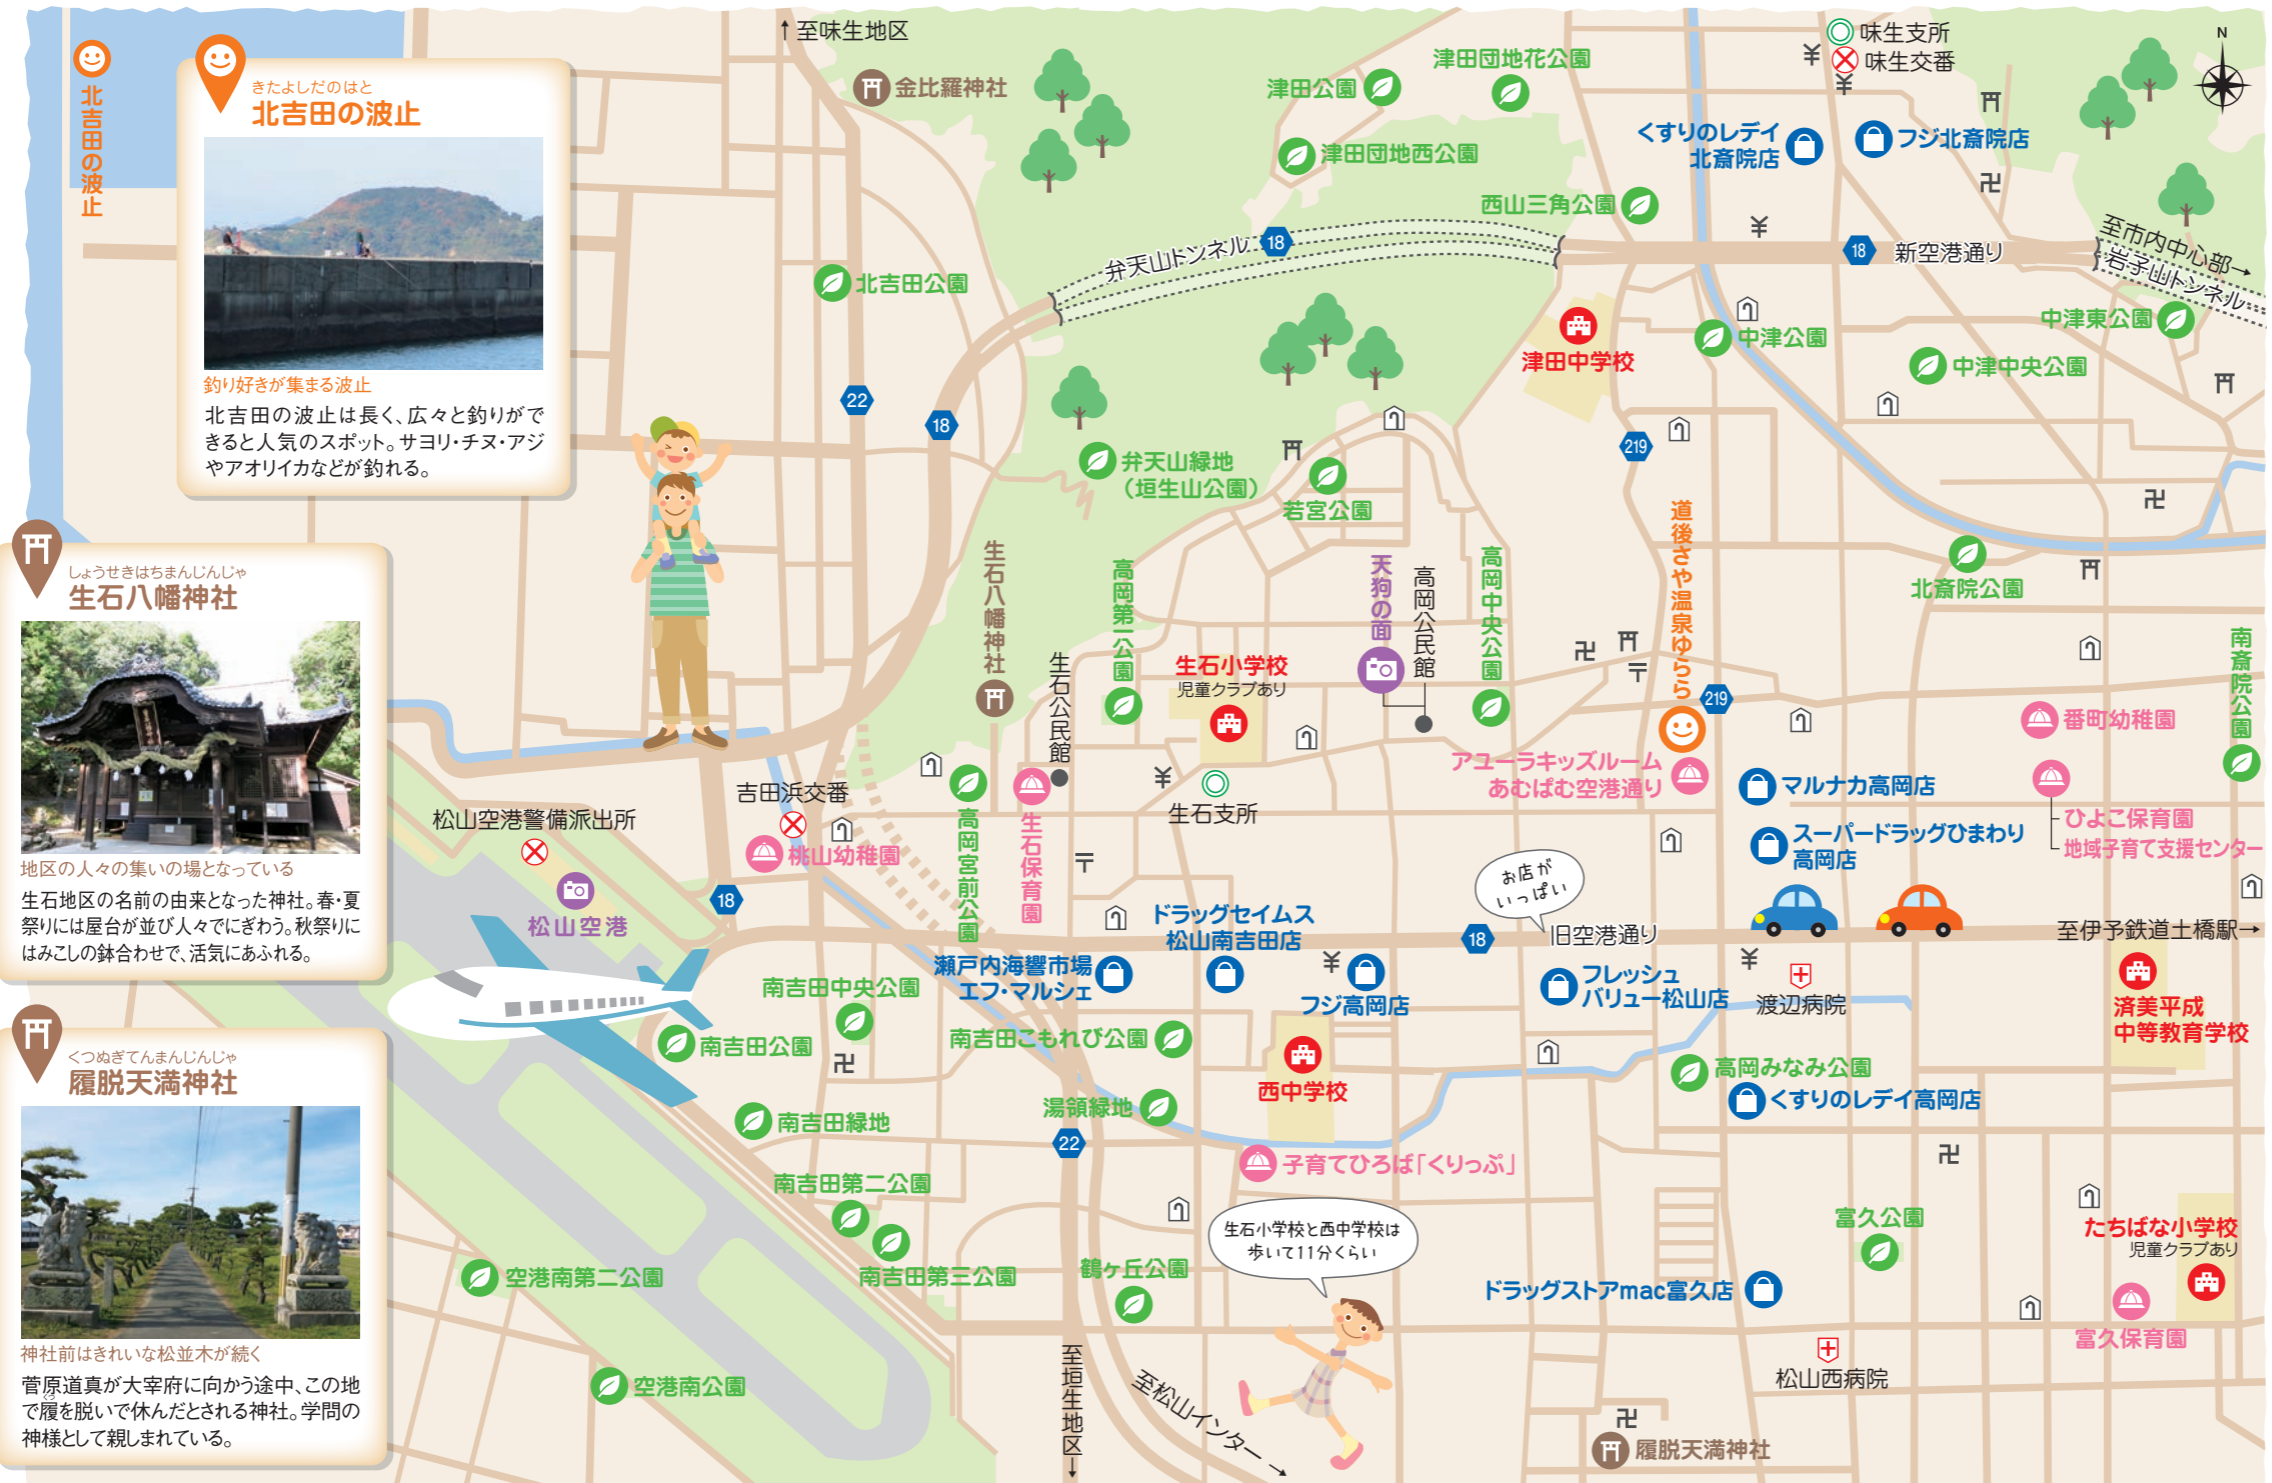 ↑至味生地区
味生支所
味生交番
N
北吉田の波止
きたよしだのはと
北吉田の波止
釣り好きが集まる波止
北吉田の波止は長く、広々と釣りがで
きると人気のスポット。サヨリ・チヌ・アジ
やアオリイカなどが釣れる。
金比羅神社
津田公園
津田団地花公園
津田団地西公園
くすりのレデイ
北斎院店
フジ北斎院店
西山三角公園
弁天山トンネル
18
18
新空港通り
至市内中心部→
岩子山トンネル
北吉田公園
津田中学校
中津公園
中津東公園
中津中央公園
22
18
219
弁天山緑地
(垣生山公園)
若宮公園
しょうせきはちまんじんじゃ
生石八幡神社
地区の人々の集いの場となっている
生石地区の名前の由来となった神社。春・夏
祭りには屋台が並び人々でにぎわう。秋祭りに
はみこしの鉢合わせで、活気にあふれる。
生石八幡神社
高岡第一公園
生石公民館
生石小学校
児童クラブあり
天狗の面
高岡公民館
高岡中央公園
道後さや温泉ゆらら
219
北斎院公園
南斎院公園
番町幼稚園
アユーラキッズルーム
あむぱむ空港通り
マルナカ高岡店
スーパードラッグひまわり
高岡店
ひよこ保育園
地域子育て支援センター
吉田浜交番
松山空港警備派出所
桃山幼稚園
松山空港
18
高岡宮前公園
生石保育園
生石支所
お店が
いっぱい
ドラッグセイムス
松山南吉田店
18
旧空港通り
至伊予鉄道土橋駅→
瀬戸内海響市場
エフ・マルシェ
フジ高岡店
フレッシュ
バリュー松山店
渡辺病院
済美平成
中等教育学校
南吉田中央公園
南吉田公園
南吉田こもれび公園
西中学校
高岡みなみ公園
くすりのレデイ高岡店
くつぬぎてんまんじんじゃ
履脱天満神社
神社前はきれいな松並木が続く
菅原道真が大宰府に向かう途中、この地
くつ
で履を脱いで休んだとされる神社。学問の
神様として親しまれている。
南吉田緑地
湯領緑地
22
子育てひろば「くりっぷ」
南吉田第二公園
南吉田第三公園
空港南第二公園
空港南公園
鶴ヶ丘公園
生石小学校と西中学校は
歩いて11分くらい
富久公園
たちばな小学校
児童クラブあり
ドラッグストアmac富久店
富久保育園
松山西病院
至垣生地区→
至松山インター→
履脱天満神社